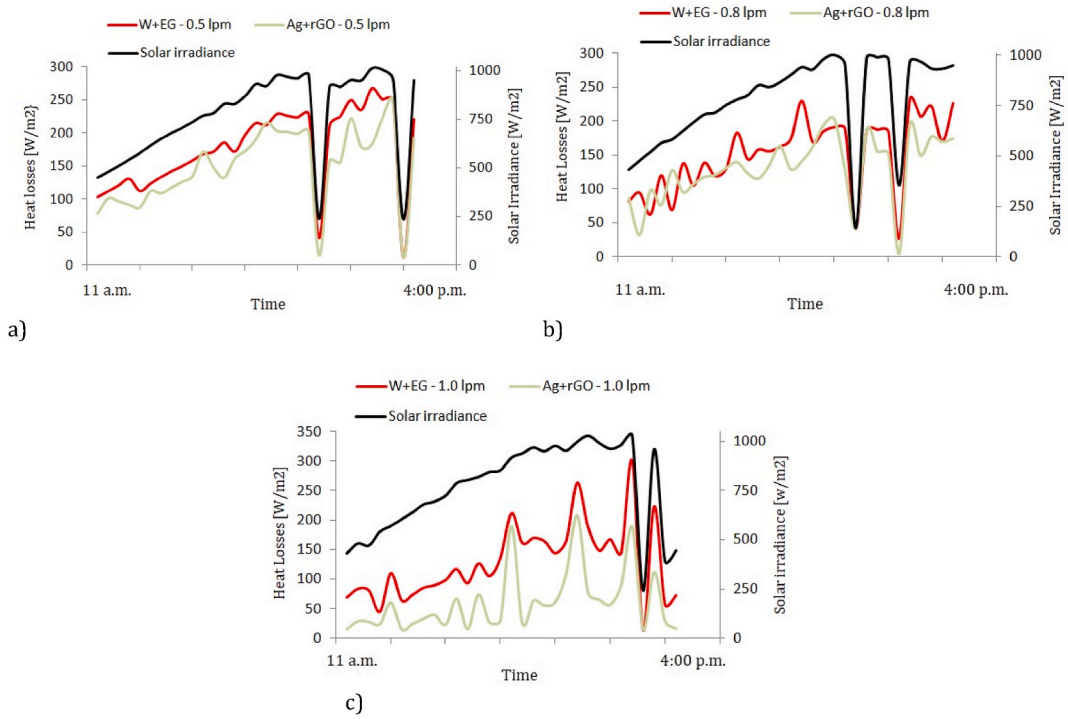 W+EG - 0.5 lpm
Ag+rGO - 0.5 lpm
Solar irradiance
300
250
200
150
100
50
0
Heat losses [W/m2}
1000
750
500
250
0
Solar Irradiance [W/m2]
11 a.m.
4:00 p.m.
Time
a)
W+EG - 0.8 lpm
Ag+rGO - 0.8 lpm
Solar irradiance
300
250
200
150
100
50
0
Heat Losses [W/m2]
1000
750
500
250
0
Solar Irradiance [W/m2]
11 a.m.
4:00 p.m.
Time
b)
W+EG - 1.0 lpm
Ag+rGO - 1.0 lpm
Solar irradiance
350
300
250
200
150
100
50
0
Heat Losses [W/m2]
1000
750
500
250
0
Solar irradiance [w/m2]
11 a.m.
4:00 p.m.
Time
c)